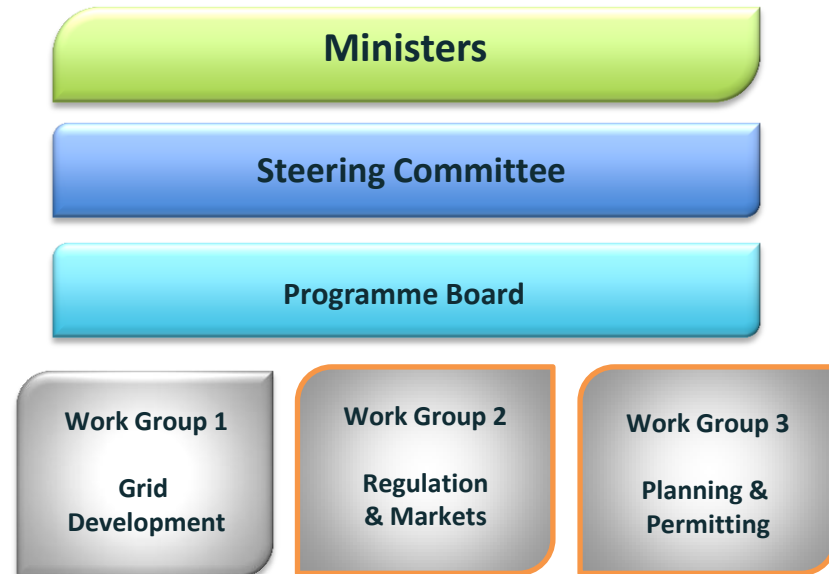 Ministers
Steering Committee
Programme Board
Work Group 1
Grid
Development
Work Group 2
Regulation
& Markets
Work Group 3
Planning &
Permitting